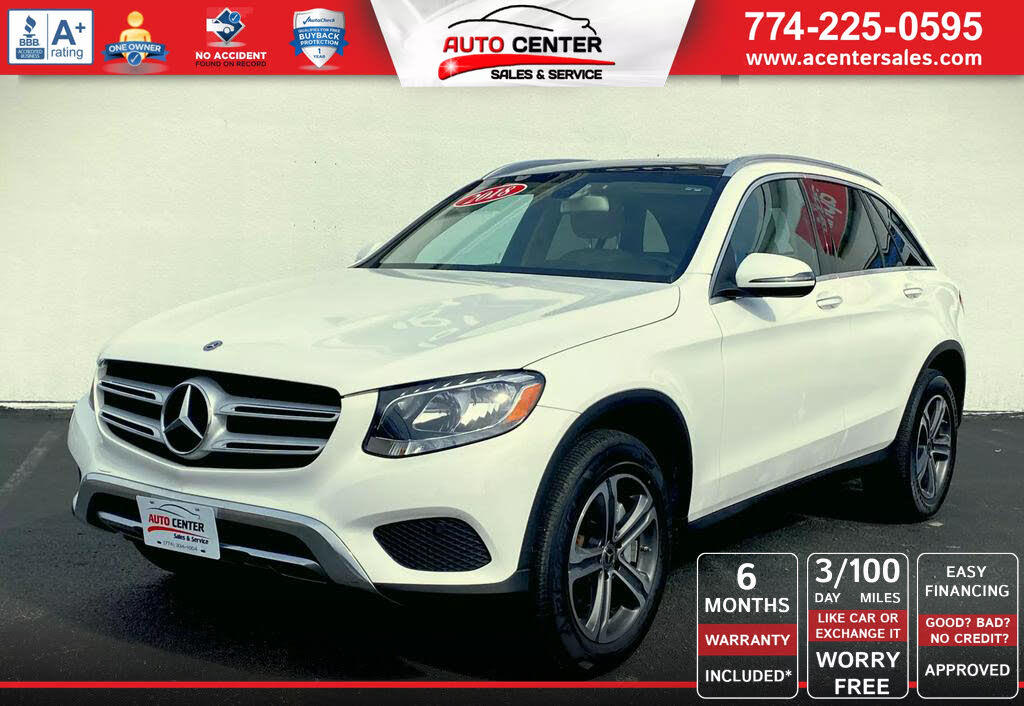 BBB
ACCREDITED
BUSINESS
A+
rating
ONE OWNER
NO ACCIDENT
FOUND ON RECORD
AutoCheck
QUALIFIES FOR FREE
BUYBACK
PROTECTION
1
YEAR
AUTO CENTER
SALES & SERVICE
774-225-0595
www.acentersales.com
2018
AUTO CENTER
Sales & Service
6
MONTHS
WARRANTY
INCLUDED*
3/100
DAY MILES
LIKE CAR OR
EXCHANGE IT
WORRY
FREE
EASY
FINANCING
GOOD? BAD?
NO CREDIT?
APPROVED